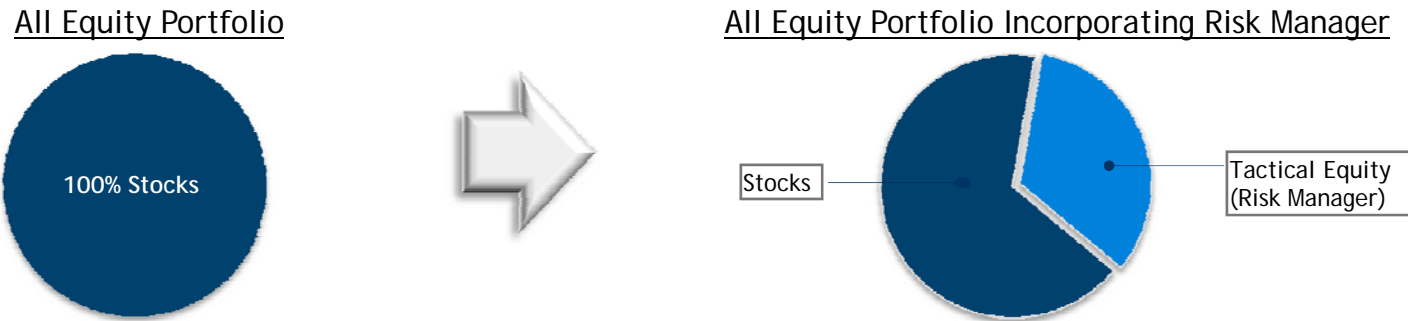 All Equity Portfolio
All Equity Portfolio Incorporating Risk Manager
100% Stocks
Stocks
Tactical Equity
(Risk Manager)